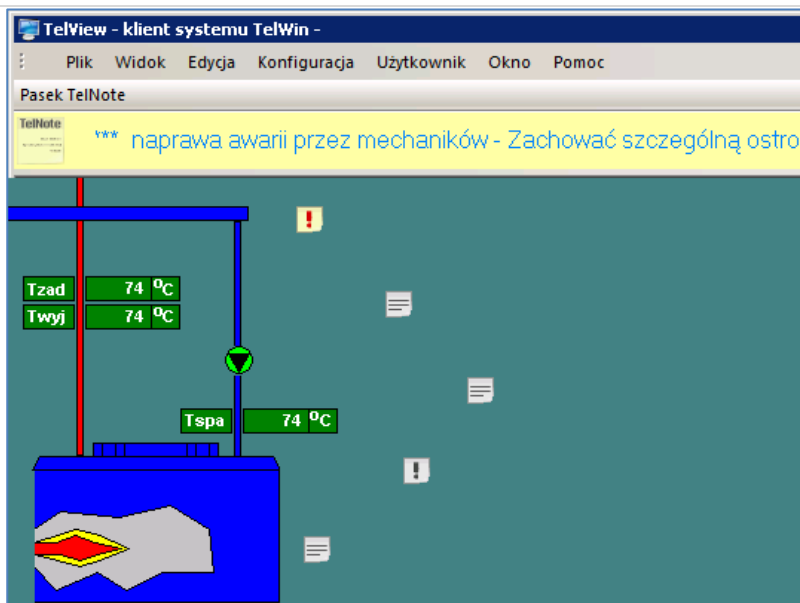 TelView - klient systemu TelWin -
Plik Widok Edycja Konfiguracja Użytkownik Okno Pomoc
Pasek TelNote
TelNote
*** naprawa awarii przez mechaników - Zachować szczególną ostro
Tzad 74 °C
Twyj 74 °C
Tspa 74 °C